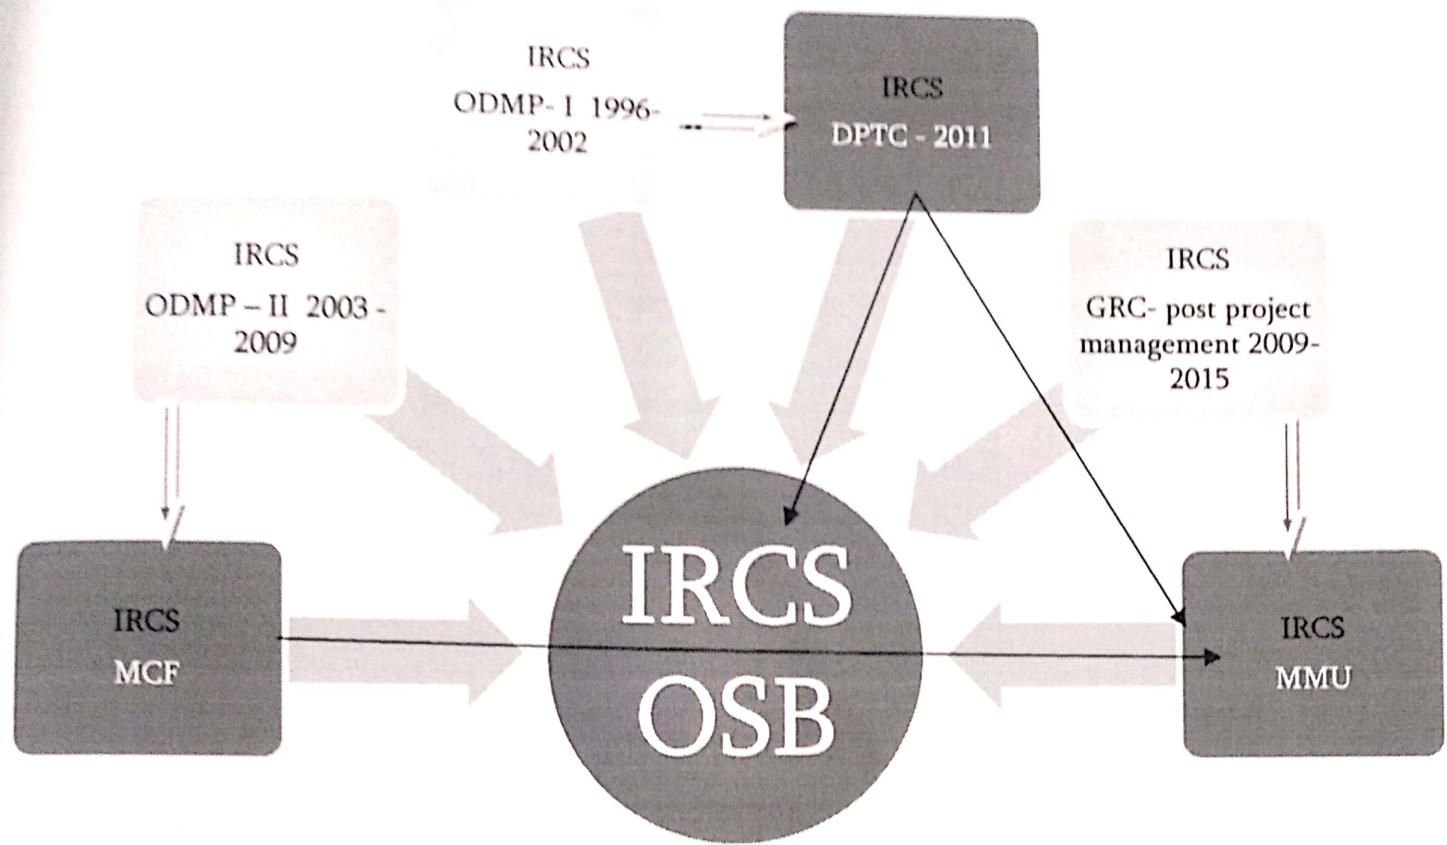 IRCS
ODMP- I 1996-
2002
IRCS
DPTC - 2011
IRCS
ODMP – II 2003 -
2009
IRCS
GRC- post project
management 2009-
2015
IRCS
MCF
IRCS
OSB
IRCS
MMU